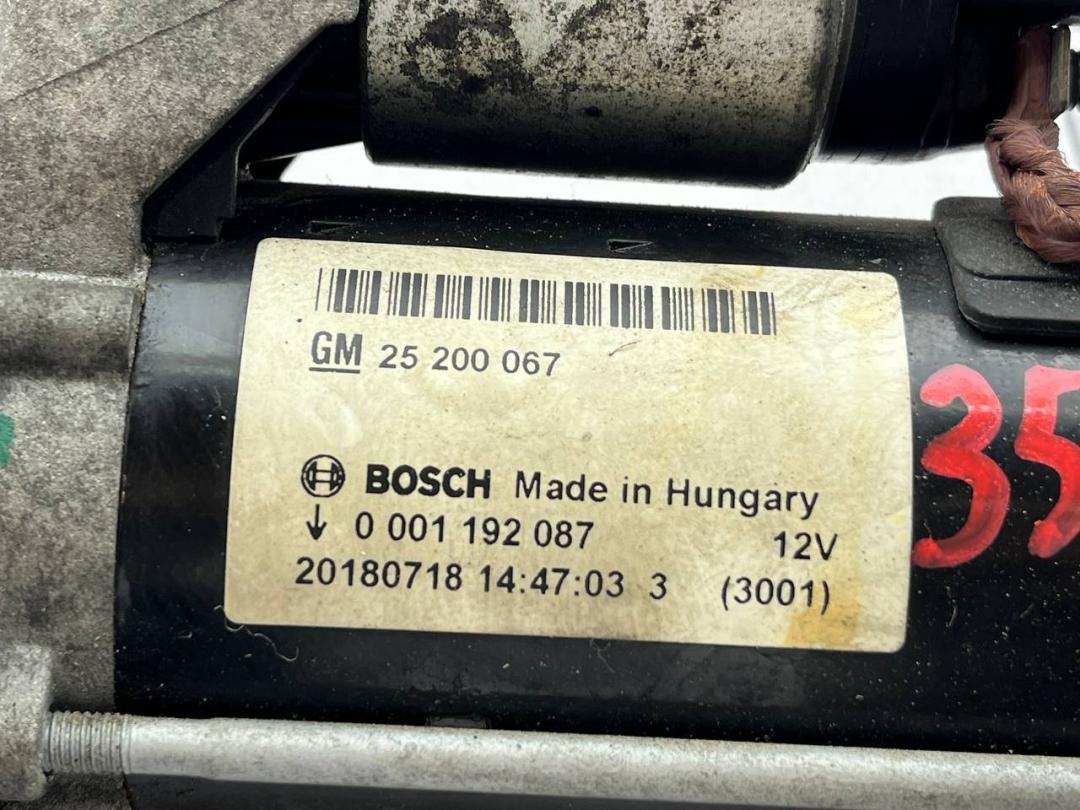 GM 25 200 067
BOSCH Made in Hungary
↓ 0 001 192 087 12V
20180718 14:47:03 3 (3001)
35